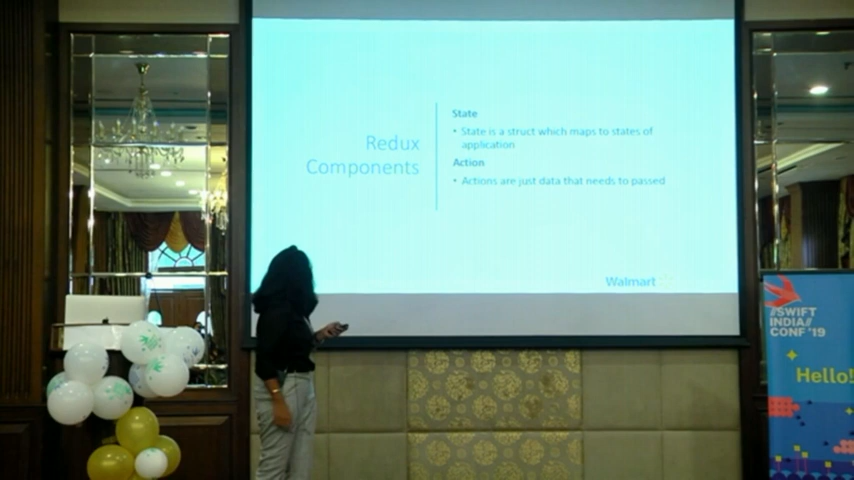 Redux
Components
State
• State is a struct which maps to states of
application
Action
• Actions are just data that needs to passed
Walmart
//SWIFT
INDIA//
CONF '19
Hello!